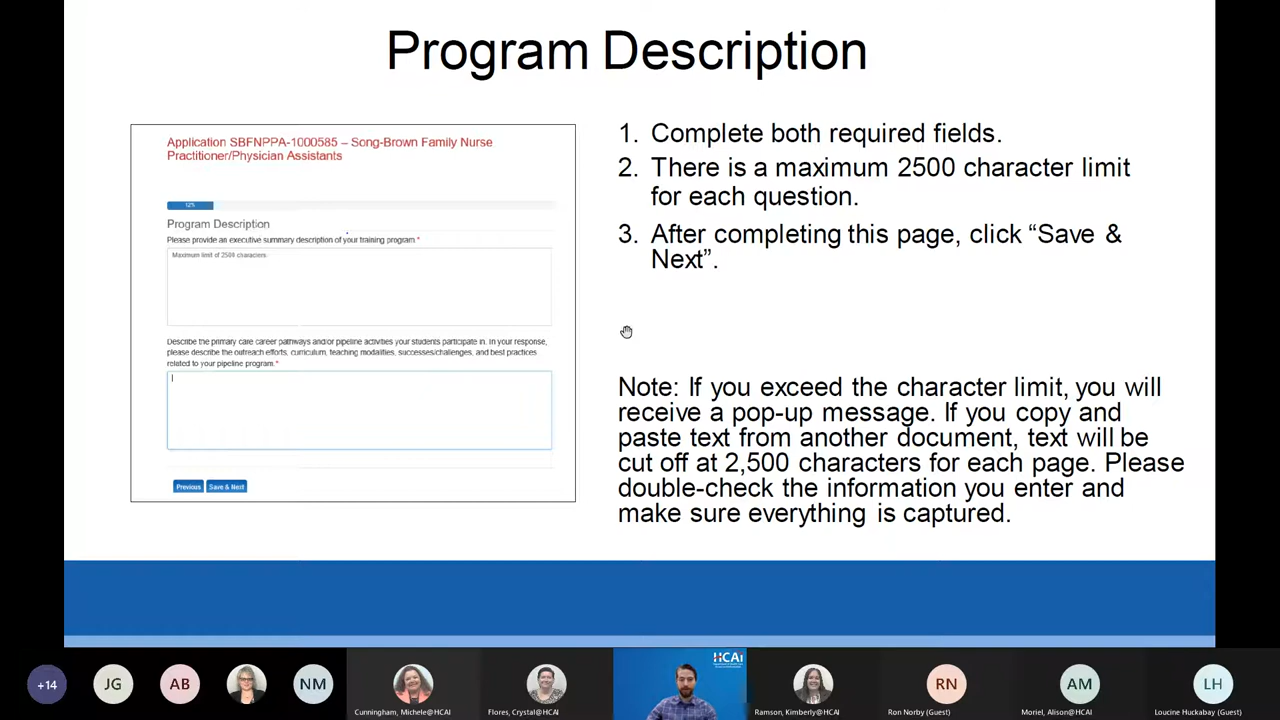 Program Description
Application SBFNPPA-1000585 – Song-Brown Family Nurse
Practitioner/Physician Assistants
12%
Program Description
Please provide an executive summary description of your training program *
Maximum limit of 2500 characters
Describe the primary care career pathways and/or pipeline activities your students participate in. In your response,
please describe the outreach efforts, curriculum, teaching modalities, successes/challenges, and best practices
related to your pipeline program.*
Previous
Save & Next
1. Complete both required fields.
2. There is a maximum 2500 character limit
for each question.
3. After completing this page, click “Save &
Next”.
Note: If you exceed the character limit, you will
receive a pop-up message. If you copy and
paste text from another document, text will be
cut off at 2,500 characters for each page. Please
double-check the information you enter and
make sure everything is captured.
+14
JG
AB
NM
Cunningham, Michele@HCAI
Flores, Crystal@HCAI
HCAi
Ramson, Kimberly@HCAI
RN
Ron Norby (Guest)
AM
Moriel, Alison@HCAI
LH
Loucine Huckabay (Guest)